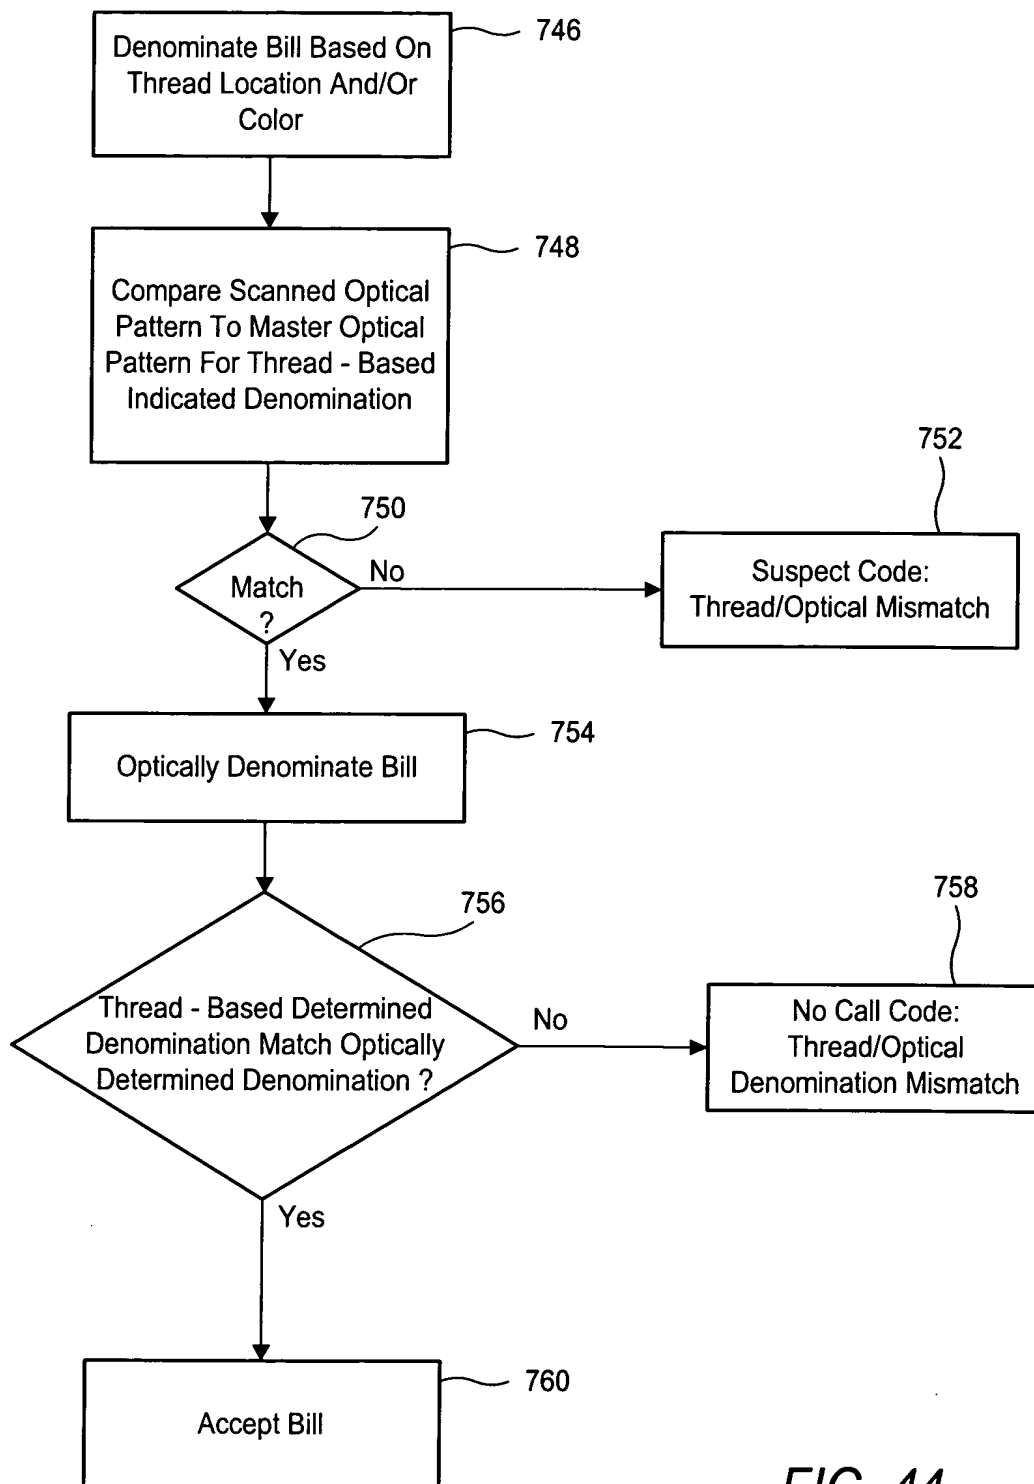 Denominate Bill Based On
Thread Location And/Or
Color
746
Compare Scanned Optical
Pattern To Master Optical
Pattern For Thread - Based
Indicated Denomination
748
750
Match
?
No
Yes
752
Suspect Code:
Thread/Optical Mismatch
Optically Denominate Bill
754
756
Thread - Based Determined
Denomination Match Optically
Determined Denomination ?
No
Yes
758
No Call Code:
Thread/Optical
Denomination Mismatch
Accept Bill
760
FIG. 44